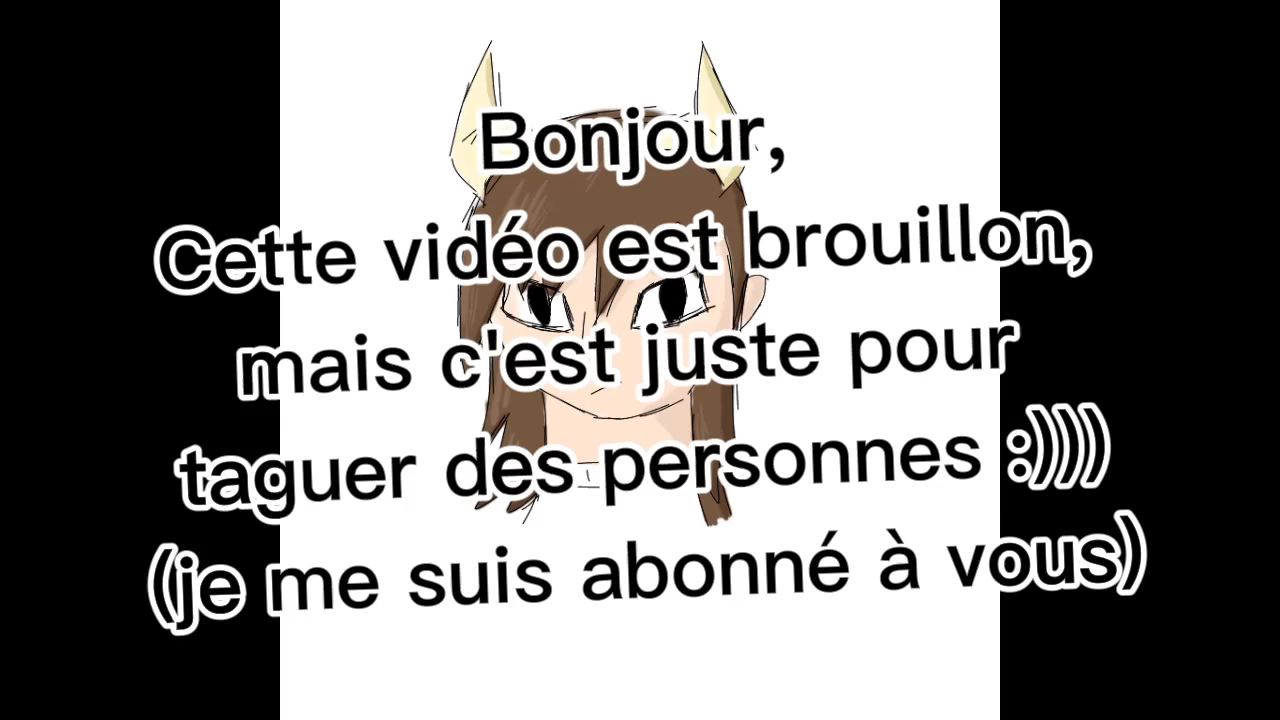 Bonjour,
Cette vidéo est brouillon,
mais c'est juste pour
taguer des personnes :))))
(je me suis abonné à vous)